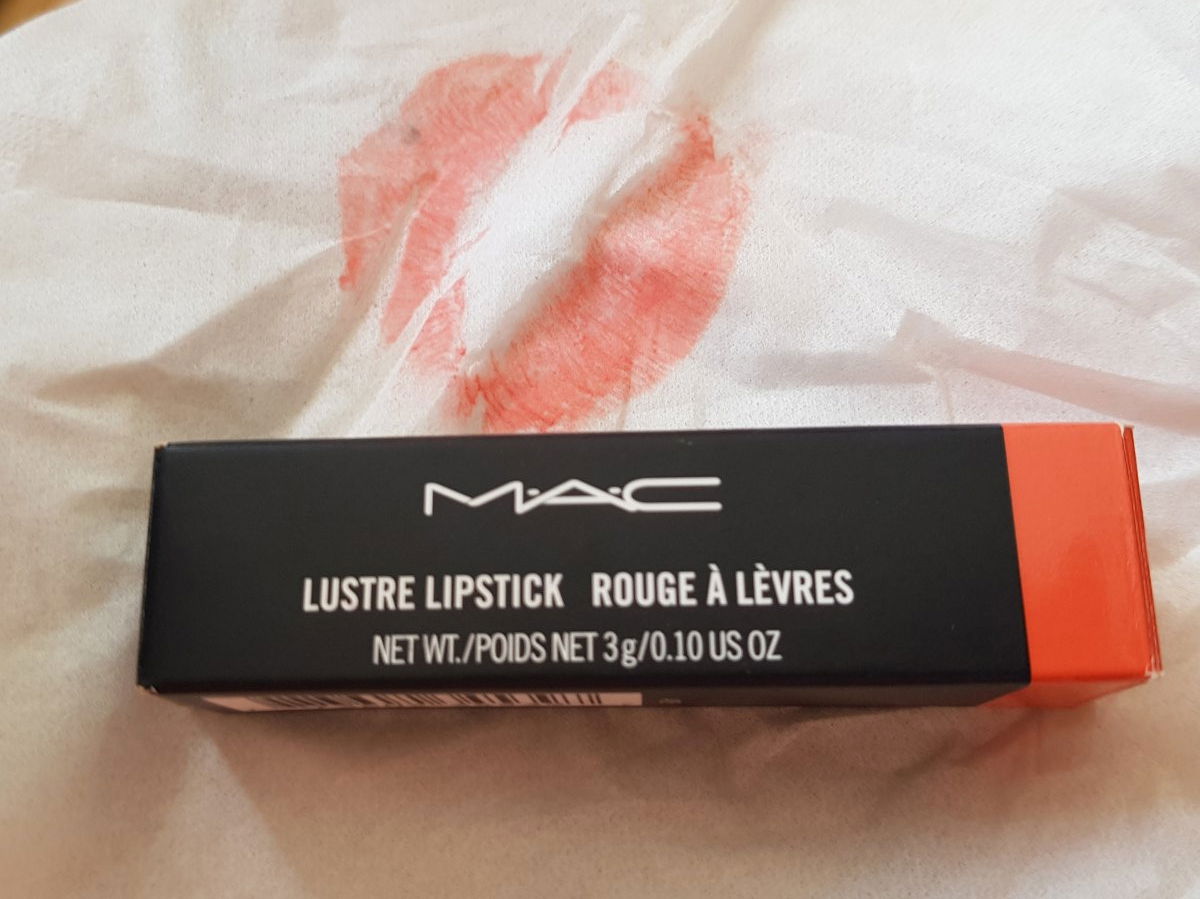 M·A·C
LUSTRE LIPSTICK ROUGE À LÈVRES
NET WT./POIDS NET 3g/0.10 US OZ